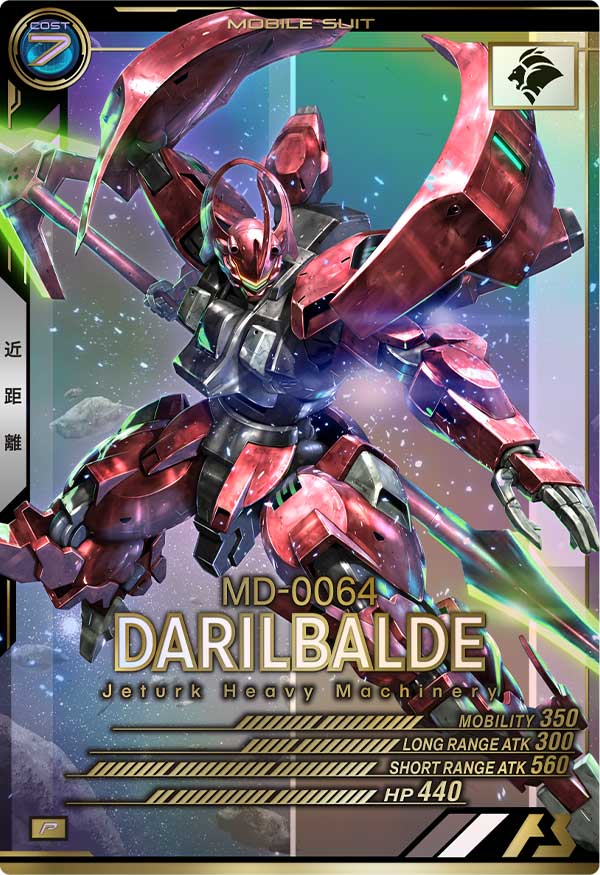 COST
MOBILE SUIT
7
近距離
MD-0064
DARILBALDE
Jeturk Heavy Machinery
MOBILITY 350
LONG RANGE ATK 300
SHORT RANGE ATK 560
HP 440
P